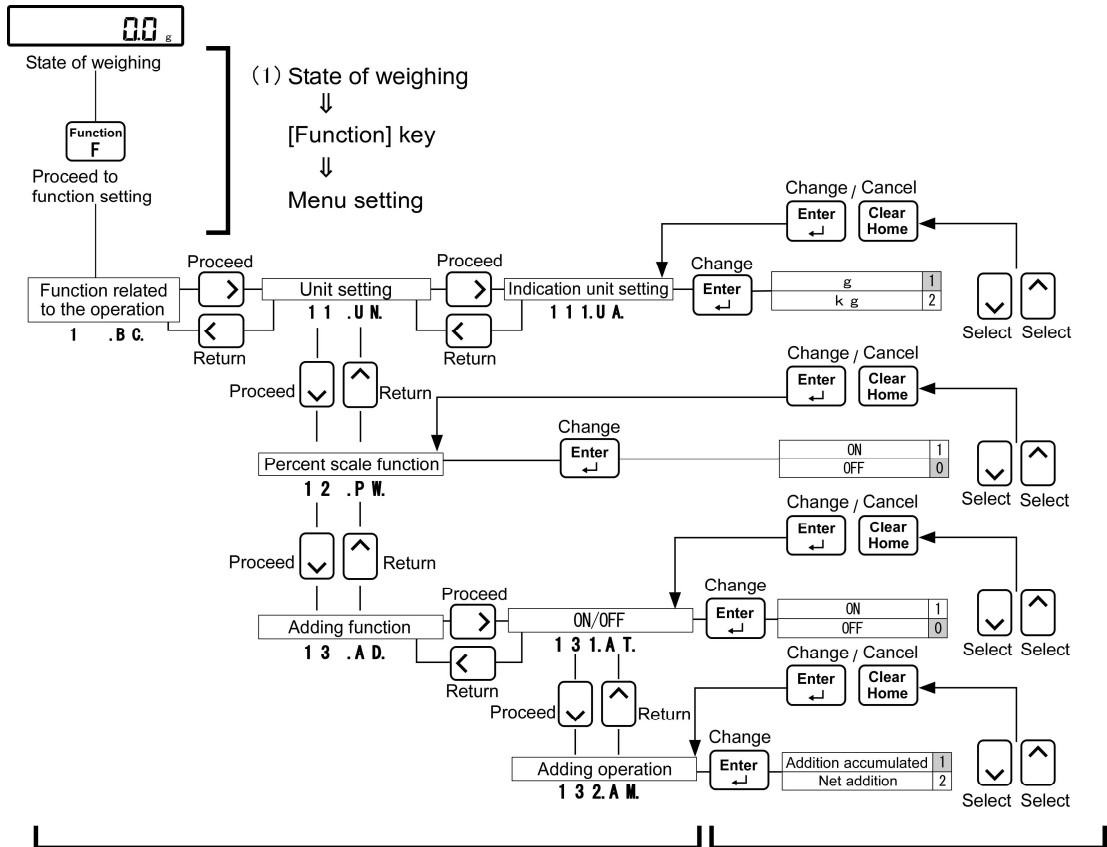 0.0 g
State of weighing
Function
F
Proceed to
function setting
(1) State of weighing
⇓
[Function] key
⇓
Menu setting
Function related
to the operation
1 .B C.
Proceed
>
<
Return
Unit setting
1 1 .U N.
Proceed
>
<
Return
Indication unit setting
1 1 1.U A.
Change
Enter
↵
Change / Cancel
Enter
↵
Clear
Home
g 1
k g 2
Select Select
Proceed Return
Percent scale function
1 2 .P W.
Change
Enter
↵
Change / Cancel
Enter
↵
Clear
Home
ON 1
OFF 0
Select Select
Proceed Return
Adding function
1 3 .A D.
Proceed
>
<
Return
ON/OFF
1 3 1.A T.
Change
Enter
↵
Change / Cancel
Enter
↵
Clear
Home
ON 1
OFF 0
Select Select
Proceed Return
Adding operation
1 3 2.A M.
Change
Enter
↵
Change / Cancel
Enter
↵
Clear
Home
Addition accumulated 1
Net addition 2
Select Select